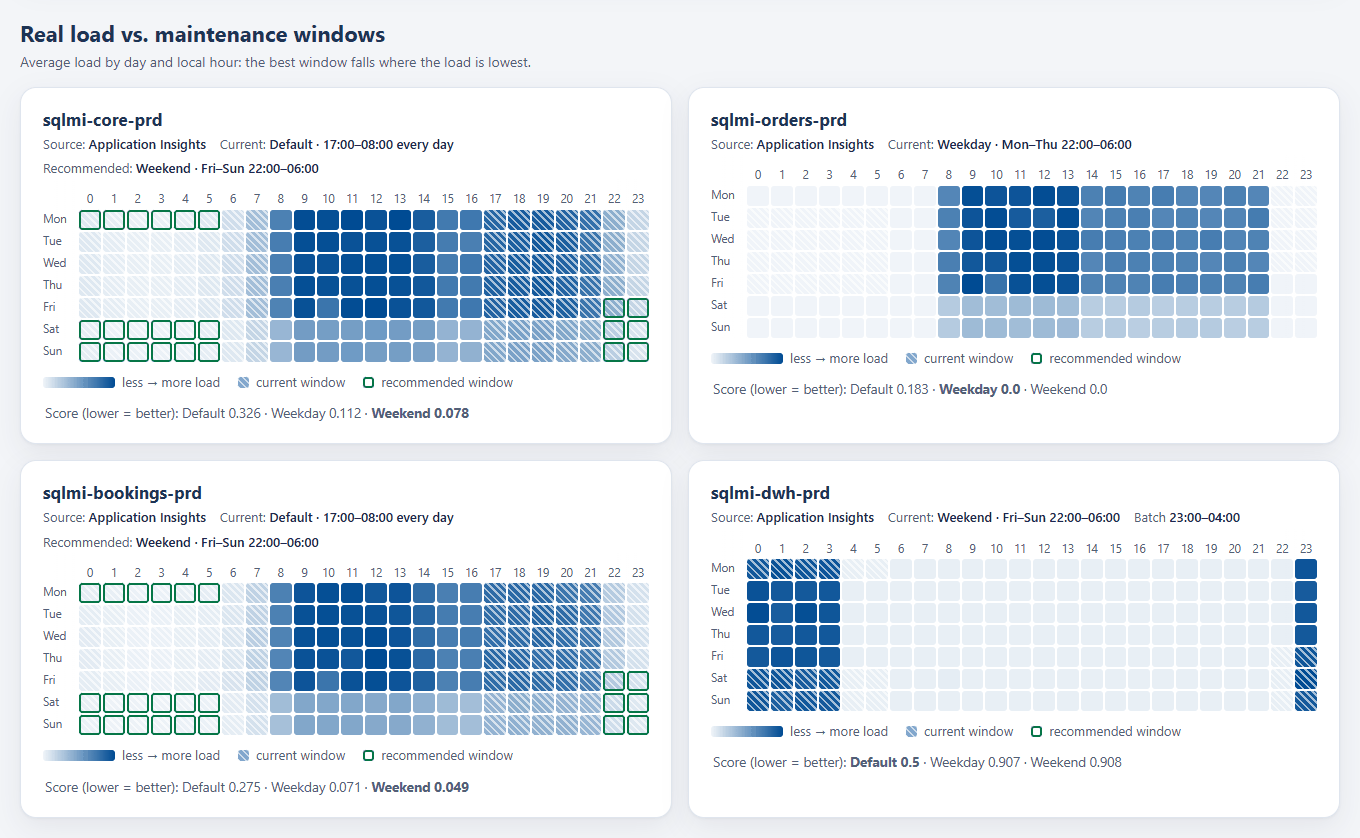 Real load vs. maintenance windows
Average load by day and local hour: the best window falls where the load is lowest.
sqlmi-core-prd
Source: Application Insights Current: Default · 17:00–08:00 every day
Recommended: Weekend · Fri–Sun 22:00–06:00
0 1 2 3 4 5 6 7 8 9 10 11 12 13 14 15 16 17 18 19 20 21 22 23
Mon
Tue
Wed
Thu
Fri
Sat
Sun
less → more load current window recommended window
Score (lower = better): Default 0.326 · Weekday 0.112 · Weekend 0.078
sqlmi-orders-prd
Source: Application Insights Current: Weekday · Mon–Thu 22:00–06:00
0 1 2 3 4 5 6 7 8 9 10 11 12 13 14 15 16 17 18 19 20 21 22 23
Mon
Tue
Wed
Thu
Fri
Sat
Sun
less → more load current window recommended window
Score (lower = better): Default 0.183 · Weekday 0.0 · Weekend 0.0
sqlmi-bookings-prd
Source: Application Insights Current: Default · 17:00–08:00 every day
Recommended: Weekend · Fri–Sun 22:00–06:00
0 1 2 3 4 5 6 7 8 9 10 11 12 13 14 15 16 17 18 19 20 21 22 23
Mon
Tue
Wed
Thu
Fri
Sat
Sun
less → more load current window recommended window
Score (lower = better): Default 0.275 · Weekday 0.071 · Weekend 0.049
sqlmi-dwh-prd
Source: Application Insights Current: Weekend · Fri–Sun 22:00–06:00 Batch 23:00–04:00
0 1 2 3 4 5 6 7 8 9 10 11 12 13 14 15 16 17 18 19 20 21 22 23
Mon
Tue
Wed
Thu
Fri
Sat
Sun
less → more load current window recommended window
Score (lower = better): Default 0.5 · Weekday 0.907 · Weekend 0.908